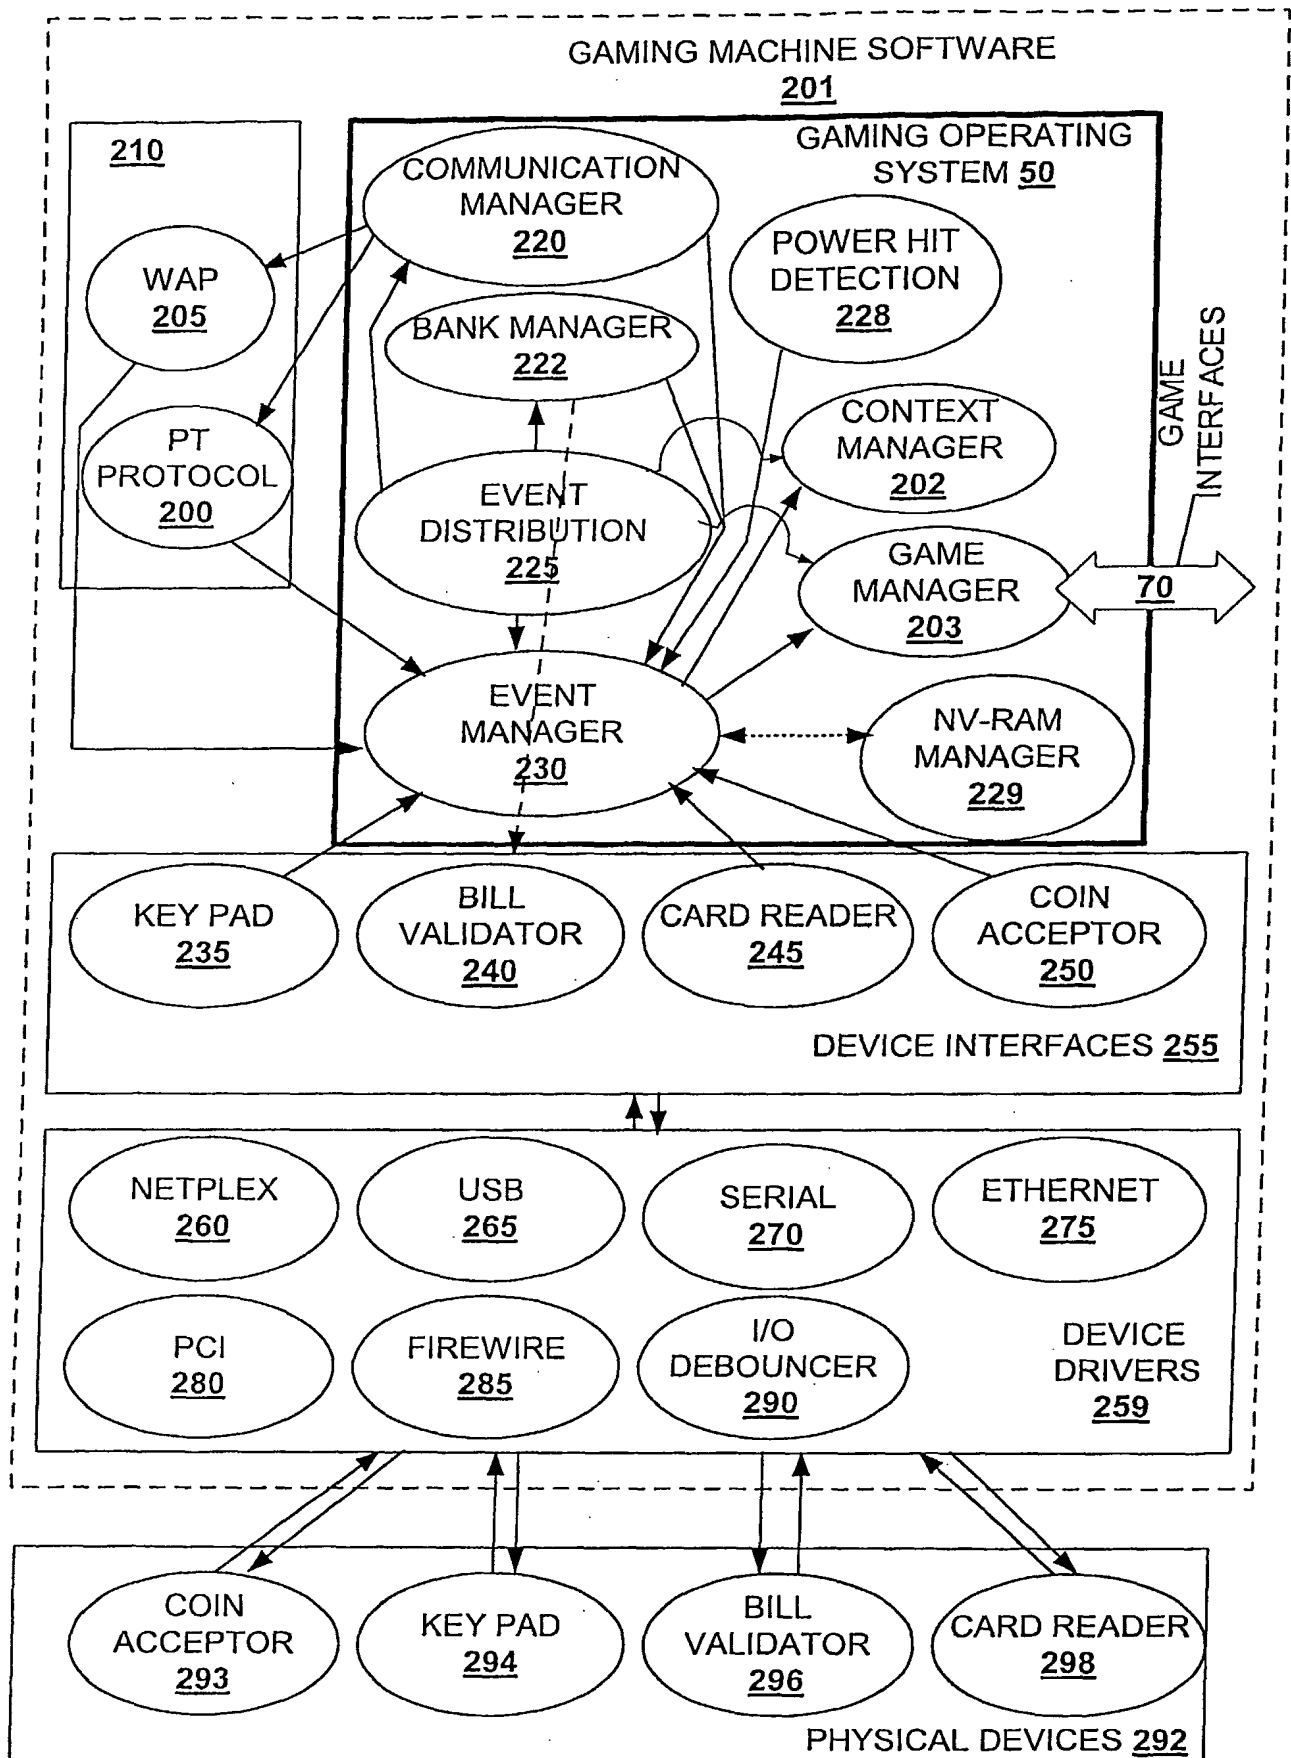 GAMING MACHINE SOFTWARE
201
210
GAMING OPERATING
SYSTEM 50
COMMUNICATION
MANAGER
220
POWER HIT
DETECTION
228
WAP
205
BANK MANAGER
222
GAME
INTERFACES
CONTEXT
MANAGER
202
PT
PROTOCOL
200
EVENT
DISTRIBUTION
225
GAME
MANAGER
203
70
EVENT
MANAGER
230
NV-RAM
MANAGER
229
KEY PAD
235
BILL
VALIDATOR
240
CARD READER
245
COIN
ACCEPTOR
250
DEVICE INTERFACES 255
NETPLEX
260
USB
265
SERIAL
270
ETHERNET
275
PCI
280
FIREWIRE
285
I/O
DEBOUNCER
290
DEVICE
DRIVERS
259
COIN
ACCEPTOR
293
KEY PAD
294
BILL
VALIDATOR
296
CARD READER
298
PHYSICAL DEVICES 292